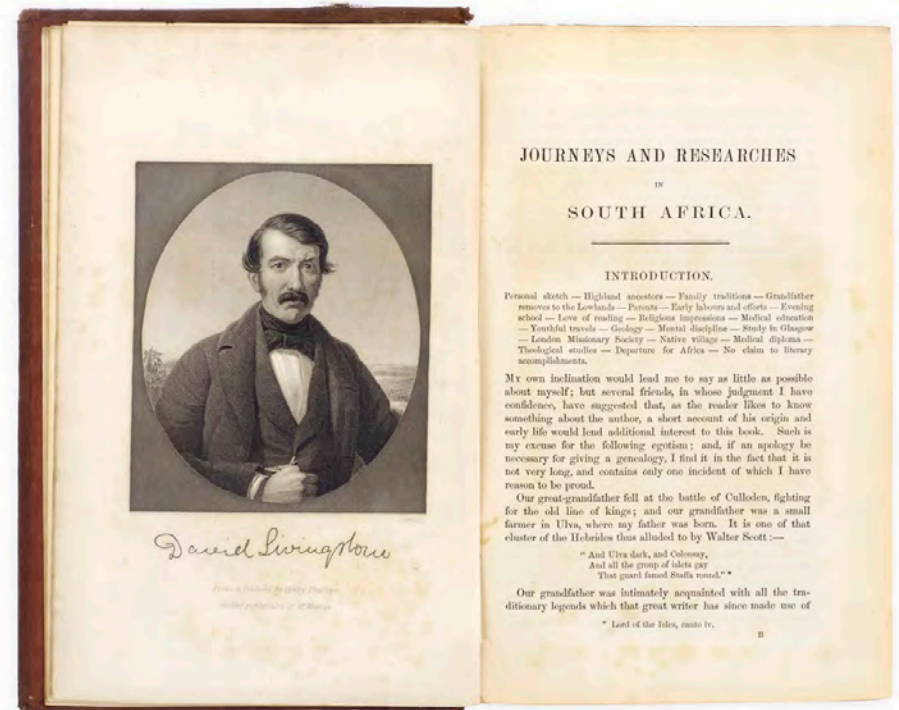 David Livingstone
JOURNEYS AND RESEARCHES
IN
SOUTH AFRICA.
INTRODUCTION.
Personal sketch — Highland ancestors — Family traditions — Grandfather
removes to the Lowlands — Parents — Early labours and efforts — Evening
school — Love of reading — Religious impressions — Medical education
— Youthful travels — Geology — Mental discipline — Study in Glasgow
— London Missionary Society — Native village — Medical diploma —
Theological studies — Departure for Africa — No claim to literary
accomplishments.
MY own inclination would lead me to say as little as possible
about myself; but several friends, in whose judgment I have
confidence, have suggested that, as the reader likes to know
something about the author, a short account of his origin and
early life would lend additional interest to this book. Such is
my excuse for the following egotism; and, if an apology be
necessary for giving a genealogy, I find it in the fact that it is
not very long, and contains only one incident of which I have
reason to be proud.
Our great-grandfather fell at the battle of Culloden, fighting
for the old line of kings; and our grandfather was a small
farmer in Ulva, where my father was born. It is one of that
cluster of the Hebrides thus alluded to by Walter Scott:—
" And Ulva dark, and Colonsay,
And all the group of islets gay
That guard famed Staffa round." *
Our grandfather was intimately acquainted with all the tra-
ditionary legends which that great writer has since made use of
* Lord of the Isles, canto iv.
B